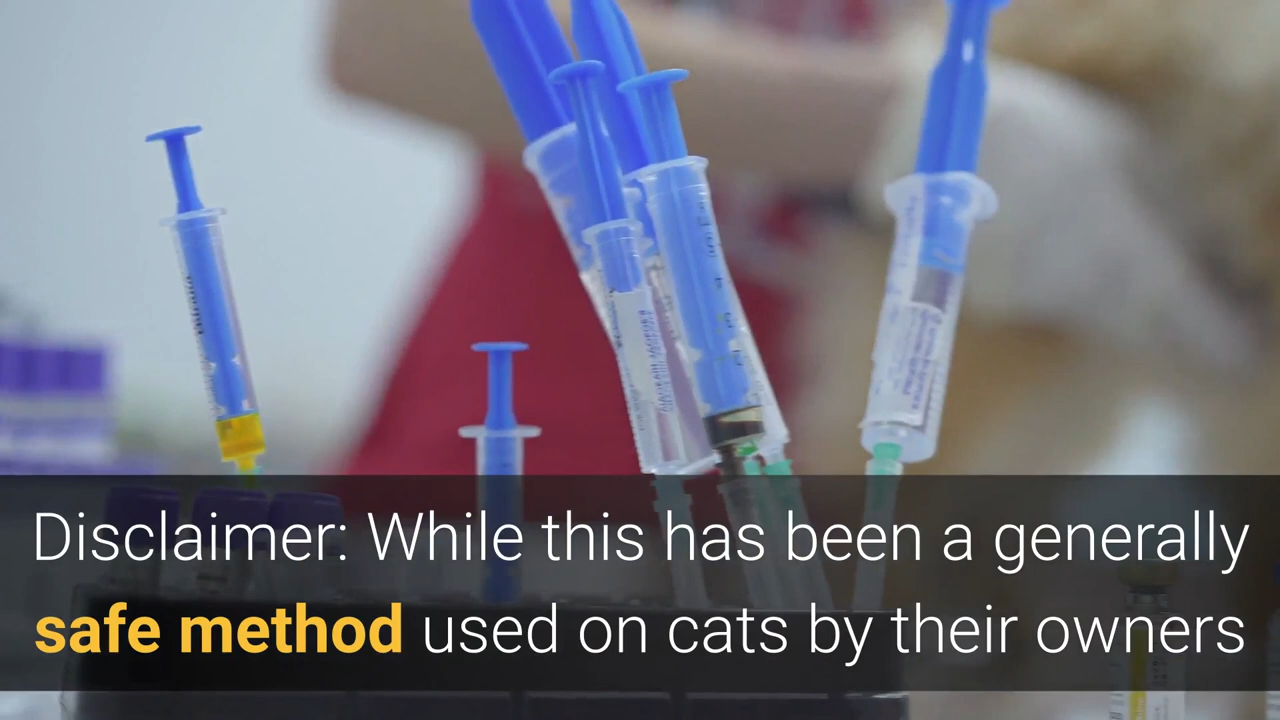 Disclaimer: While this has been a generally
safe method used on cats by their owners